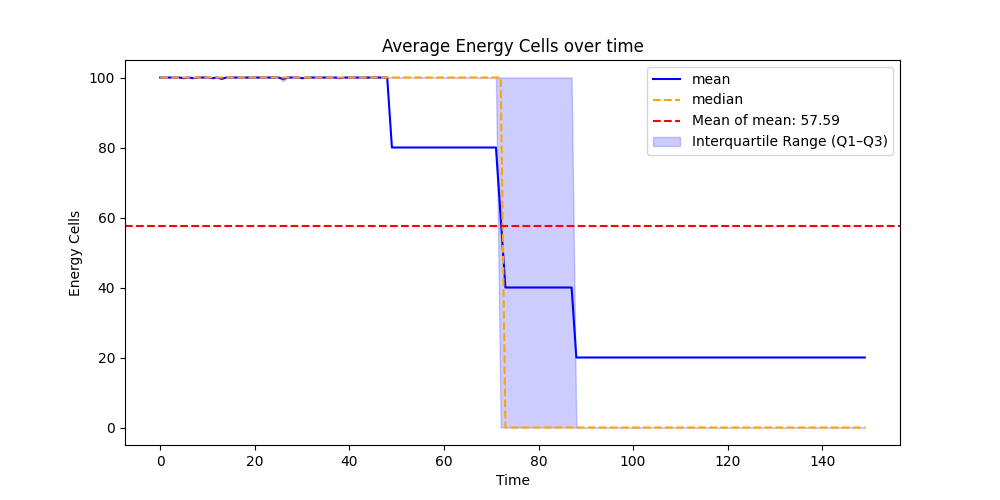 Average Energy Cells over time
mean
median
Mean of mean: 57.59
Interquartile Range (Q1–Q3)
Energy Cells
100
80
60
40
20
0
0 20 40 60 80 100 120 140
Time